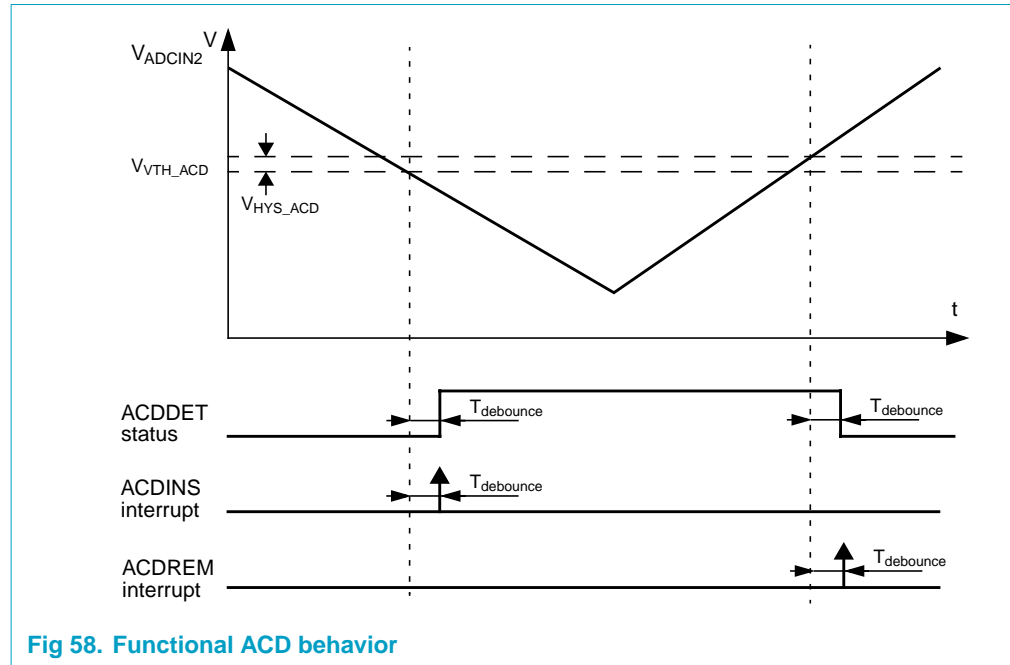 V
VADCIN2
VVTH_ACD
VHYS_ACD
t
ACDDET
status
Tdebounce
Tdebounce
ACDINS
interrupt
Tdebounce
ACDREM
interrupt
Tdebounce
Fig 58. Functional ACD behavior